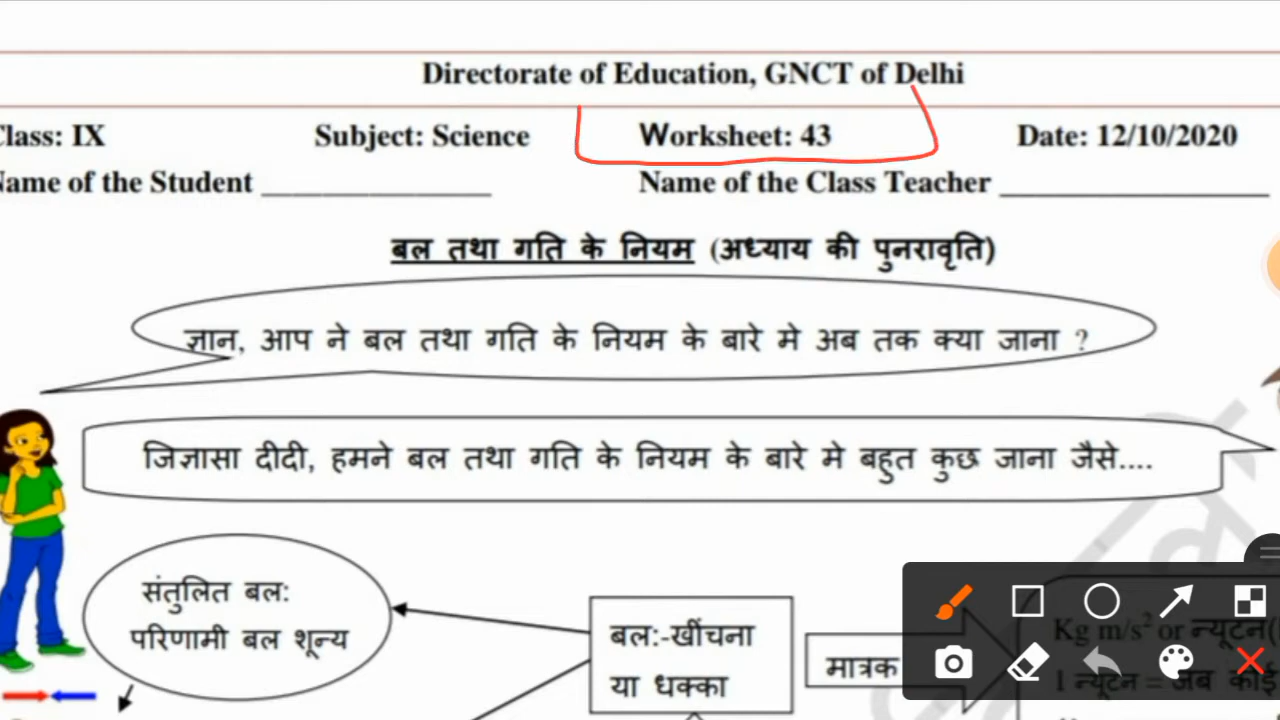 Directorate of Education, GNCT of Delhi
Class: IX Subject: Science Worksheet: 43 Date: 12/10/2020
Name of the Student ________________ Name of the Class Teacher __________________
बल तथा गति के नियम (अध्याय की पुनरावृति)
ज्ञान, आप ने बल तथा गति के नियम के बारे मे अब तक क्या जाना ?
जिज्ञासा दीदी, हमने बल तथा गति के नियम के बारे मे बहुत कुछ जाना जैसे....
संतुलित बल:
परिणामी बल शून्य
बल:-खींचना
या धक्का
मात्रक
Kg m/s² or न्यूटन(
1 न्यूटन = जब कोई